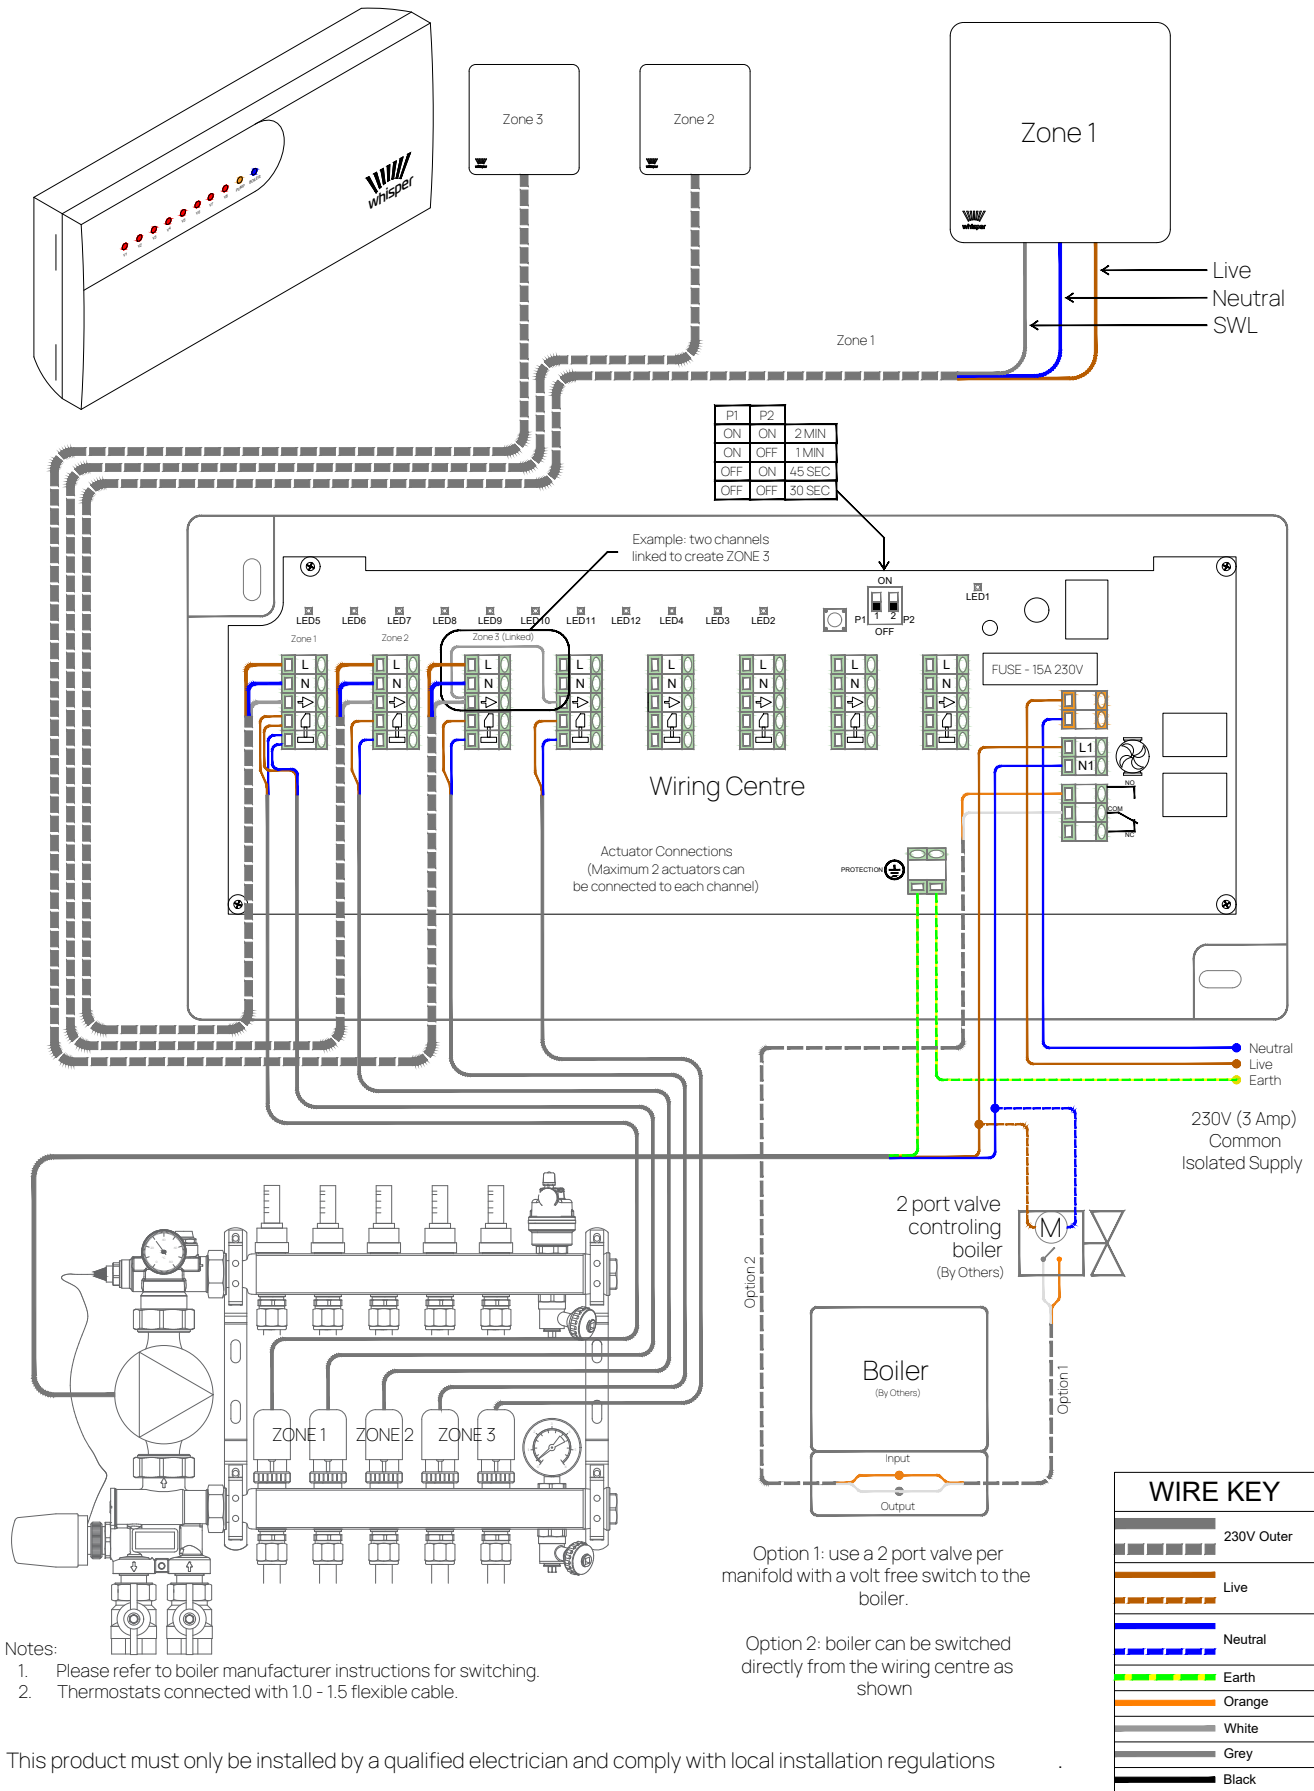 whisper
Zone 3
whisper
Zone 2
whisper
Zone 1
whisper
Live
Neutral
SWL
Zone 1
P1 P2
ON ON 2 MIN
ON OFF 1 MIN
OFF ON 45 SEC
OFF OFF 30 SEC
Example: two channels
linked to create ZONE 3
ON
P1 1 2 P2
OFF
LED1
LED5 LED6 LED7 LED8 LED9 LED10 LED11 LED12 LED4 LED3 LED2
Zone 1 Zone 2 Zone 3 (Linked)
L L L L L L L L
N N N N N N N N
FUSE - 15A 230V
L1
N1
NO
COM
NC
Wiring Centre
Actuator Connections
(Maximum 2 actuators can
be connected to each channel)
PROTECTION
Neutral
Live
Earth
230V (3 Amp)
Common
Isolated Supply
2 port valve
controling
boiler
(By Others)
M
Option 2
Option 1
Boiler
(By Others)
Input
Output
ZONE 1 ZONE 2 ZONE 3
Option 1: use a 2 port valve per
manifold with a volt free switch to the
boiler.
Option 2: boiler can be switched
directly from the wiring centre as
shown
WIRE KEY
230V Outer
Live
Neutral
Earth
Orange
White
Grey
Black
Notes:
1. Please refer to boiler manufacturer instructions for switching.
2. Thermostats connected with 1.0 - 1.5 flexible cable.
This product must only be installed by a qualified electrician and comply with local installation regulations .